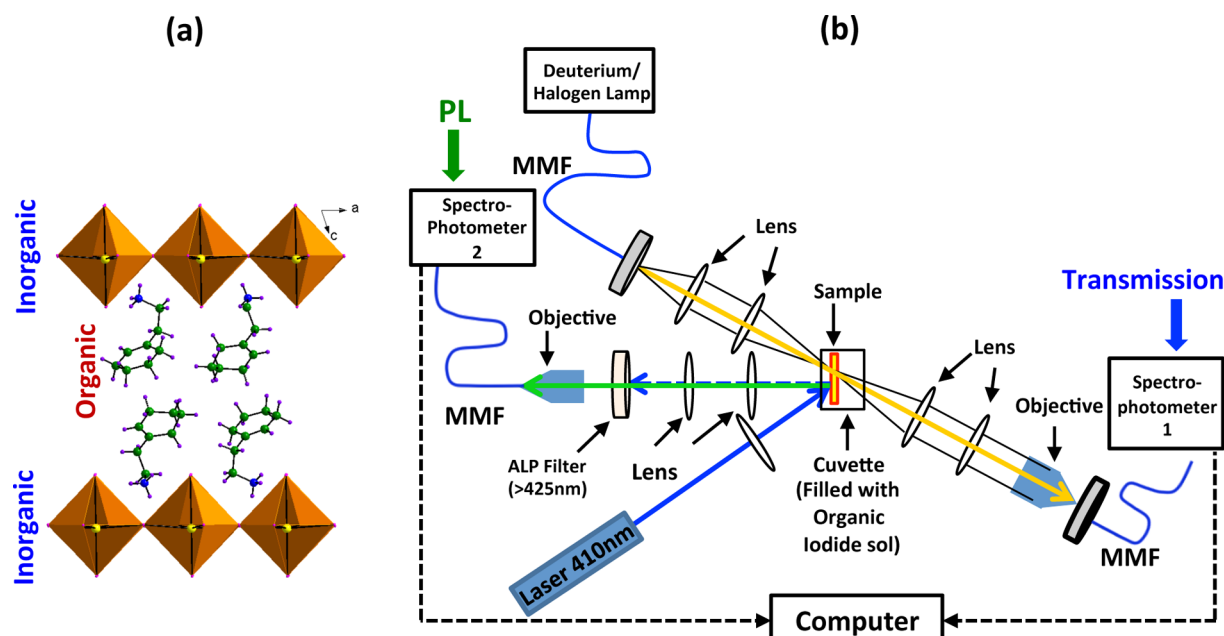 (a)
Inorganic
Organic
Inorganic
a
c
(b)
Deuterium/
Halogen Lamp
PL
MMF
Spectro-
Photometer
2
Lens
Sample
Transmission
Objective
Lens
Spectro-
photometer
1
Objective
MMF
ALP Filter
(>425nm)
Lens
Cuvette
(Filled with
Organic
Iodide sol)
MMF
Laser 410nm
Computer